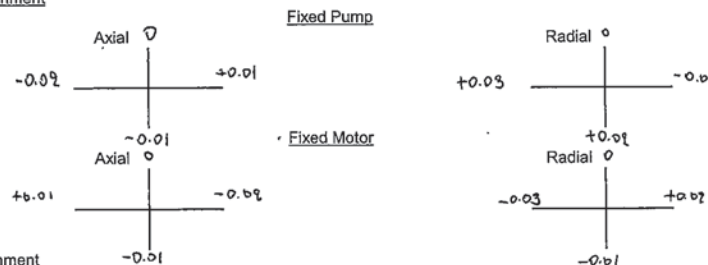 Fixed Pump
Axial 0
Radial 0
-0.02 +0.01
+0.03
-0.01
+0.02
Fixed Motor
Axial 0
Radial 0
+0.01 -0.02
-0.03 +0.02
-0.01
-0.01